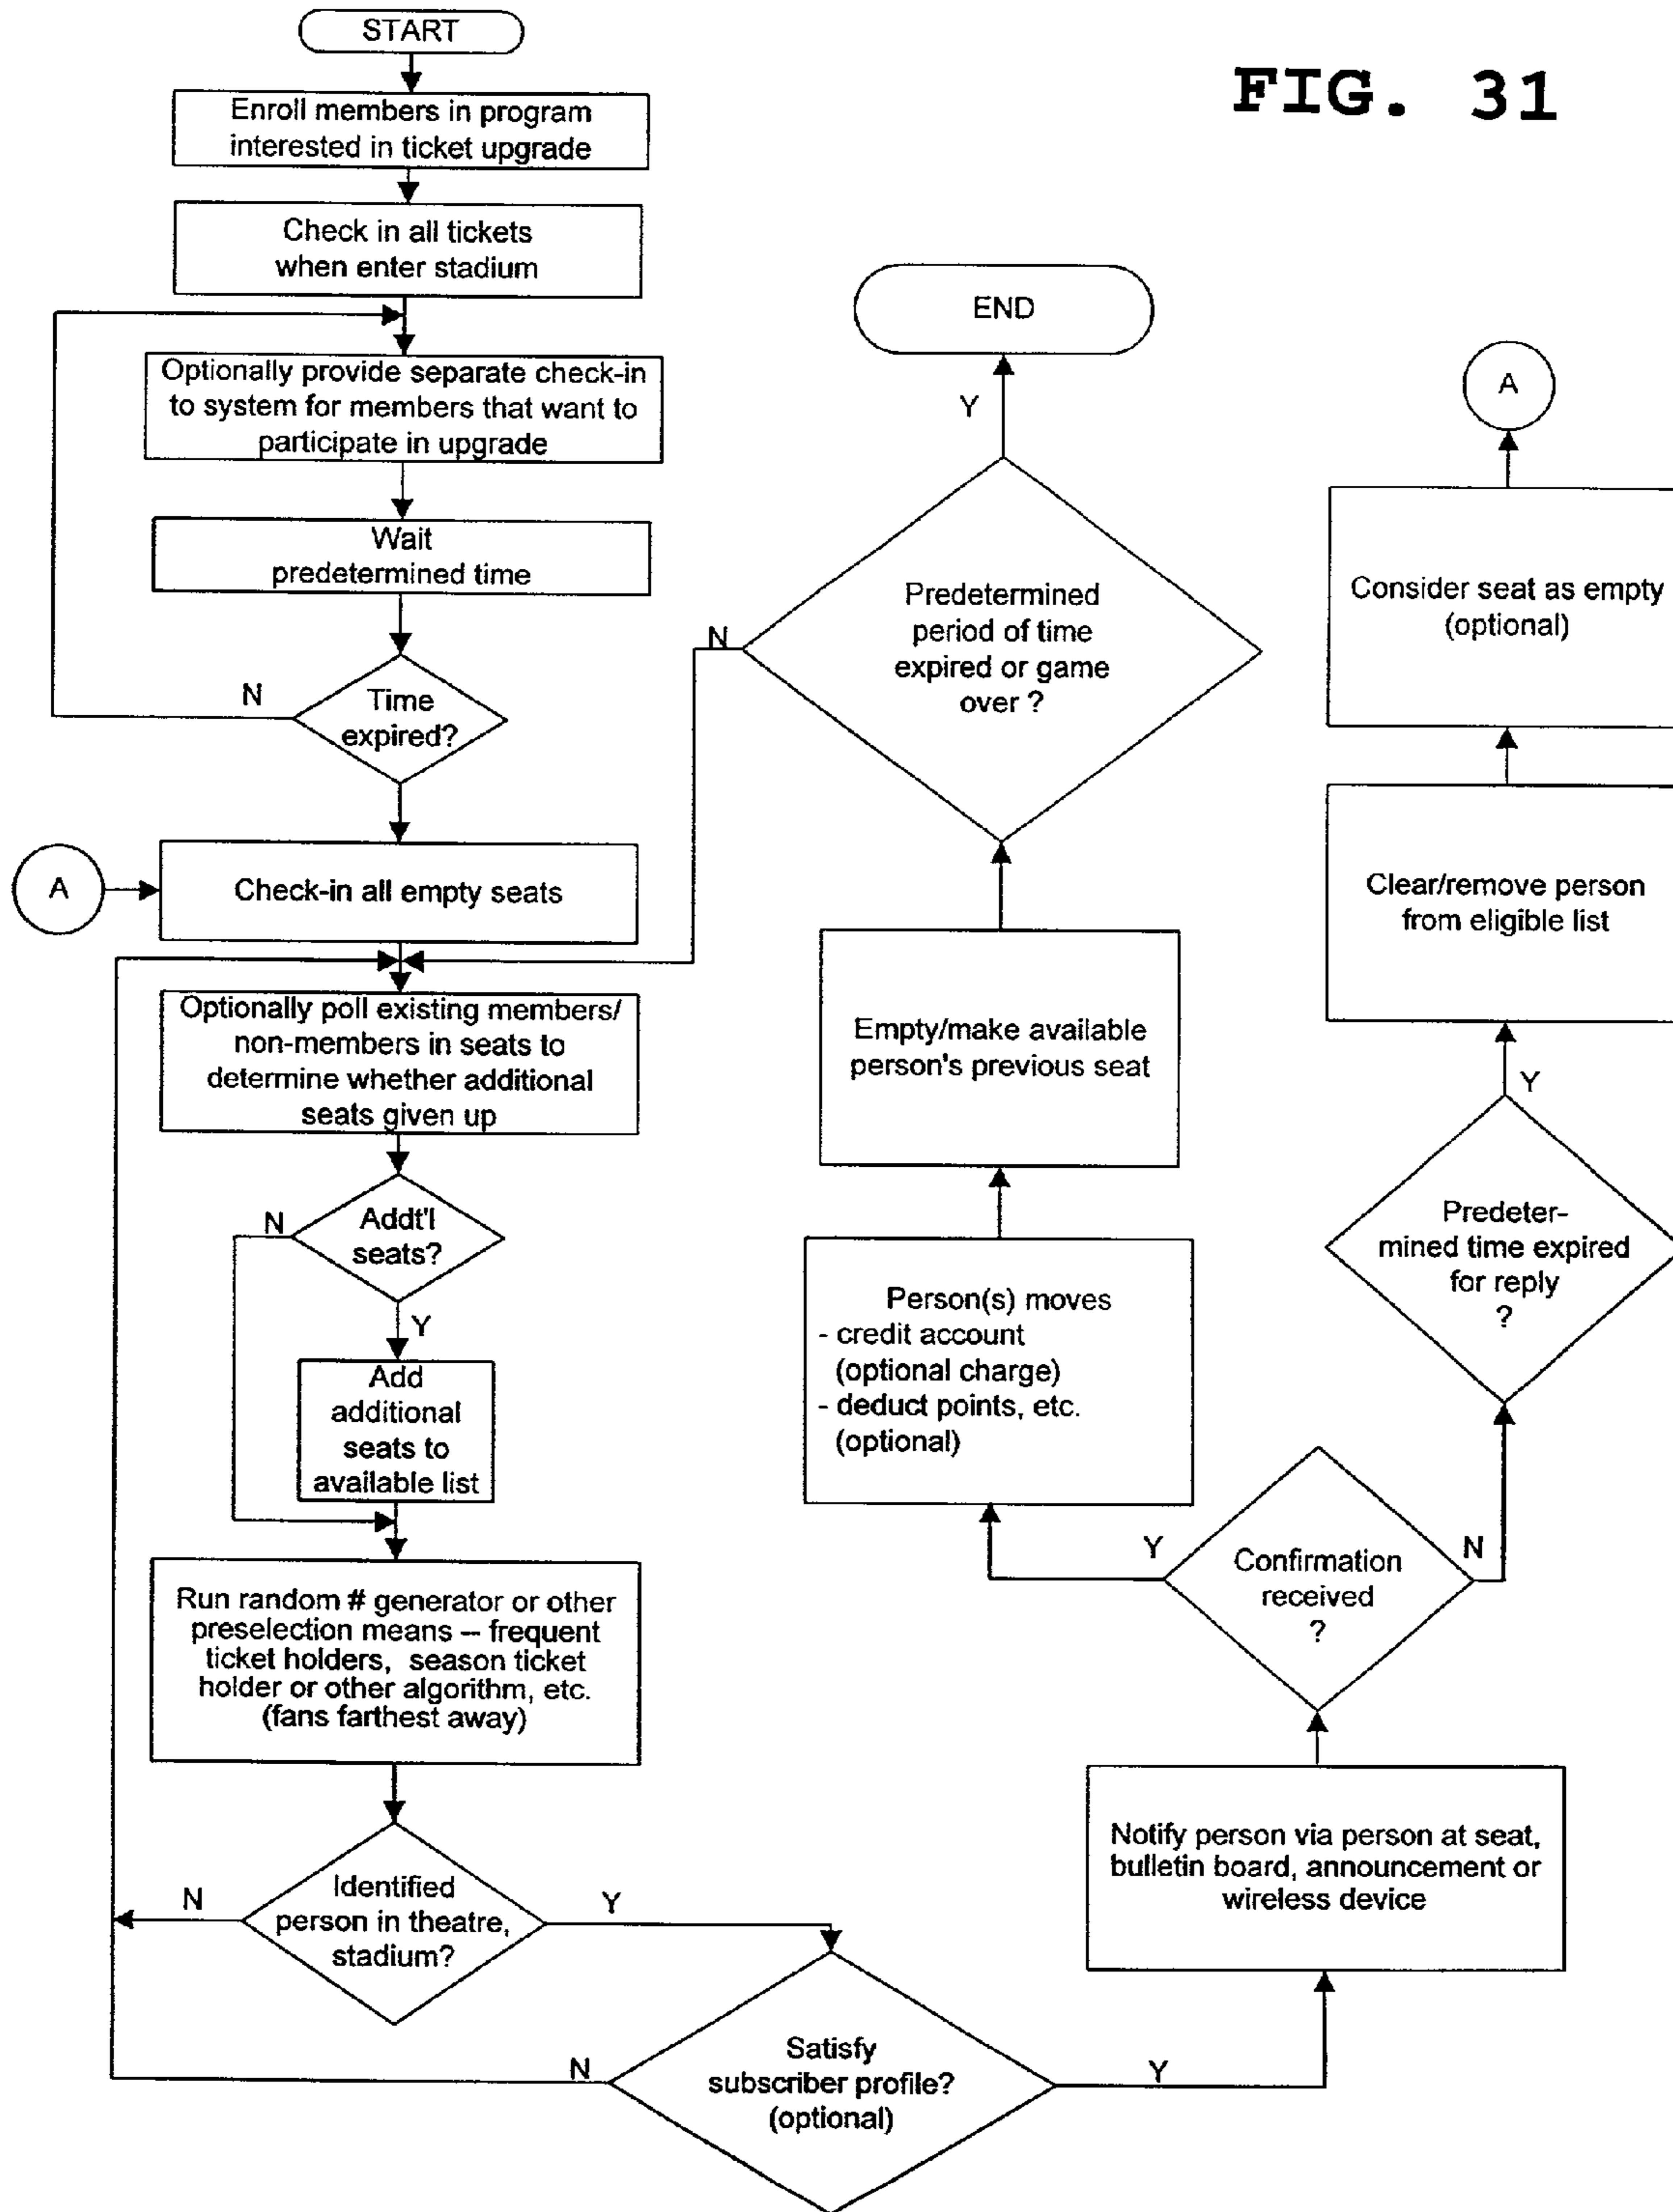 START
FIG. 31
Enroll members in program
interested in ticket upgrade
Check in all tickets
when enter stadium
Optionally provide separate check-in
to system for members that want to
participate in upgrade
Wait
predetermined time
N
Time
expired?
A
Check-in all empty seats
Optionally poll existing members/
non-members in seats to
determine whether additional
seats given up
N
Addt'l
seats?
Y
Add
additional
seats to
available list
Run random # generator or other
preselection means -- frequent
ticket holders, season ticket
holder or other algorithm, etc.
(fans farthest away)
N
Identified
person in theatre,
stadium?
Y
N
Satisfy
subscriber profile?
(optional)
Y
Notify person via person at seat,
bulletin board, announcement or
wireless device
Y
Confirmation
received
?
N
Person(s) moves
- credit account
(optional charge)
- deduct points, etc.
(optional)
Empty/make available
person's previous seat
N
Predetermined
period of time
expired or game
over ?
Y
END
Predeter-
mined time expired
for reply
?
Y
Clear/remove person
from eligible list
Consider seat as empty
(optional)
A